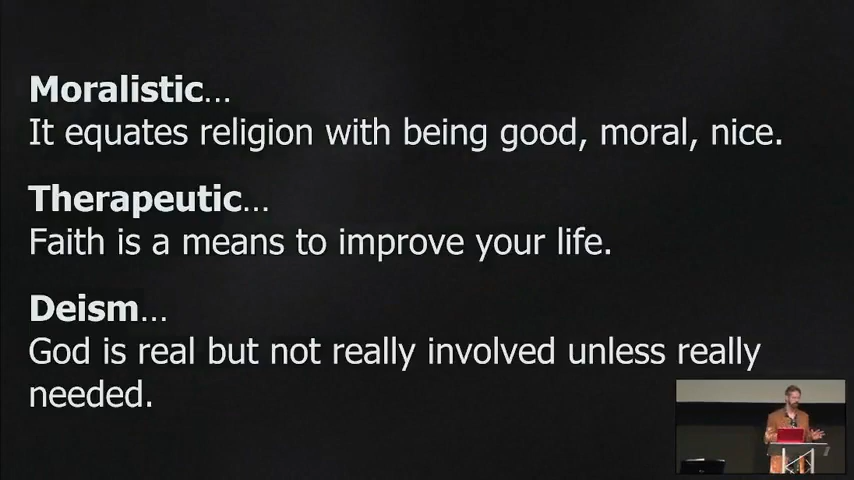 Moralistic...
It equates religion with being good, moral, nice.
Therapeutic...
Faith is a means to improve your life.
Deism...
God is real but not really involved unless really
needed.